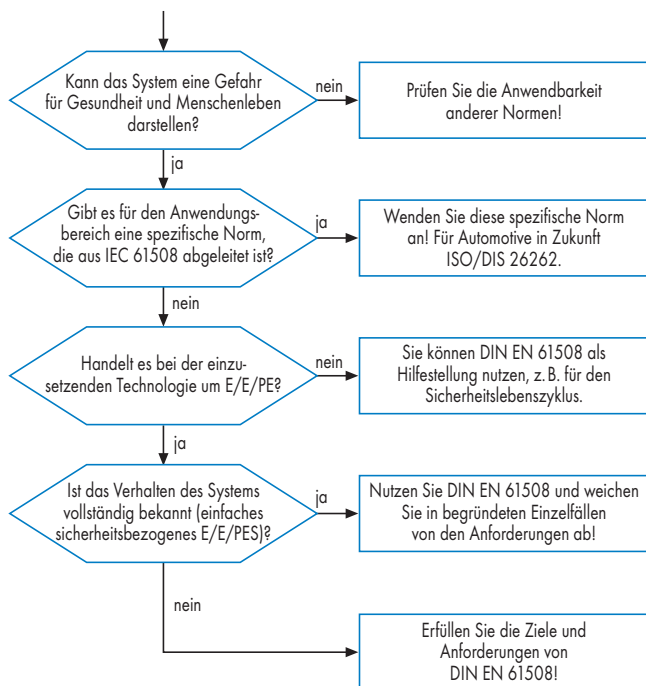 Kann das System eine Gefahr
für Gesundheit und Menschenleben
darstellen?
nein
Prüfen Sie die Anwendbarkeit
anderer Normen!
ja
Gibt es für den Anwendungs-
bereich eine spezifische Norm,
die aus IEC 61508 abgeleitet ist?
ja
Wenden Sie diese spezifische Norm
an! Für Automotive in Zukunft
ISO/DIS 26262.
nein
Handelt es bei der einzu-
setzenden Technologie um E/E/PE?
nein
Sie können DIN EN 61508 als
Hilfestellung nutzen, z. B. für den
Sicherheitslebenszyklus.
ja
Ist das Verhalten des Systems
vollständig bekannt (einfaches
sicherheitsbezogenes E/E/PES)?
ja
Nutzen Sie DIN EN 61508 und weichen
Sie in begründeten Einzelfällen
von den Anforderungen ab!
nein
Erfüllen Sie die Ziele und
Anforderungen von
DIN EN 61508!